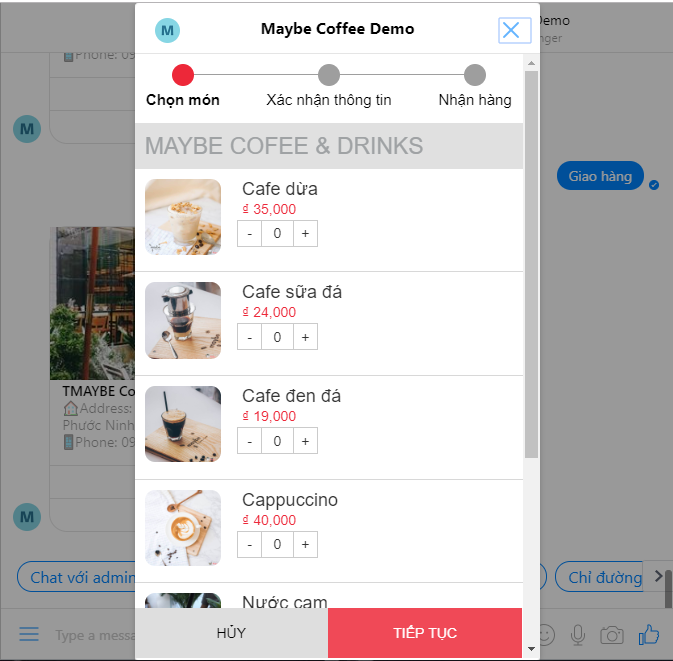 M
Maybe Coffee Demo
Demo
Chọn món
Xác nhận thông tin
Nhận hàng
Phone: 09
M
MAYBE COFEE & DRINKS
Giao hàng
Cafe dừa
₫ 35,000
- 0 +
Cafe sữa đá
₫ 24,000
- 0 +
TMAYBE Co
Address:
Phước Ninh
Phone: 09
Cafe đen đá
₫ 19,000
- 0 +
M
Cappuccino
₫ 40,000
- 0 +
Chat với admin
Chỉ đường
Nước cam
Type a messa
HỦY
TIẾP TỤC